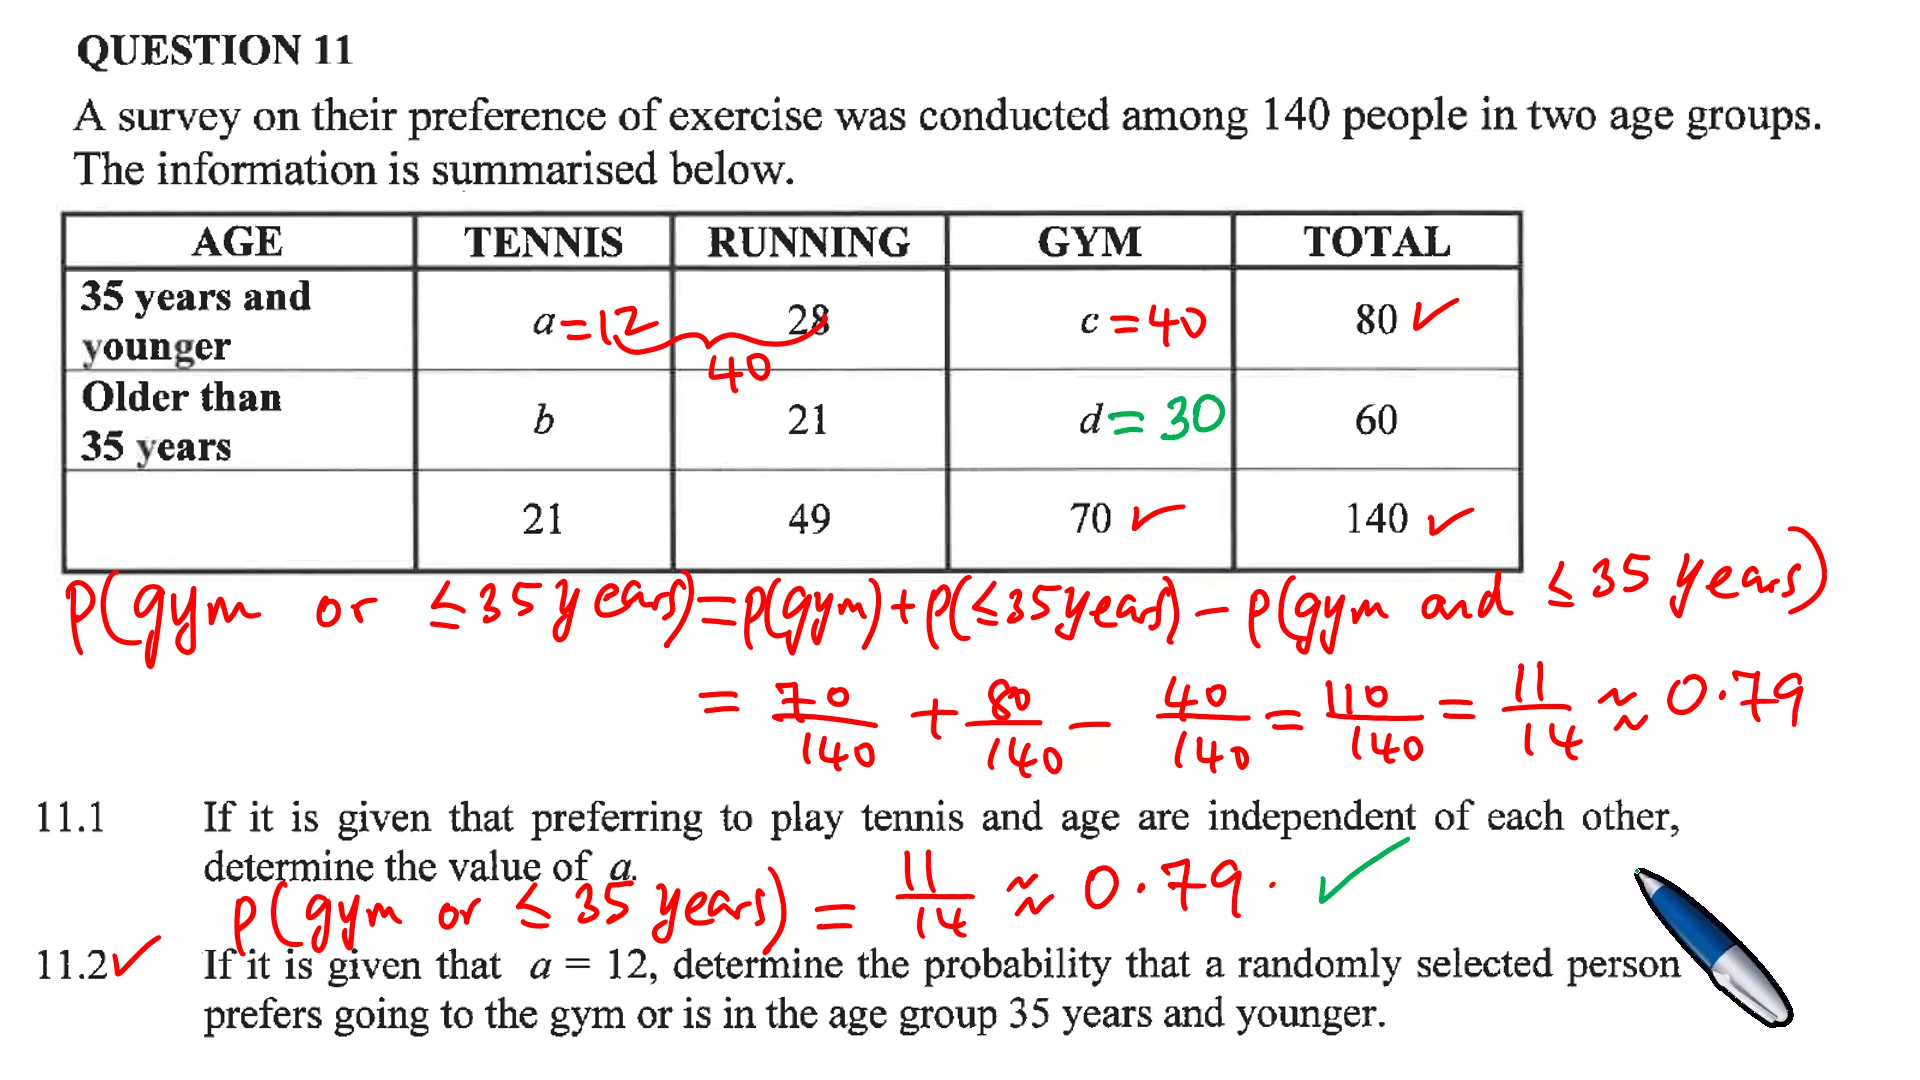 QUESTION 11
A survey on their preference of exercise was conducted among 140 people in two age groups.
The information is summarised below.
AGE TENNIS RUNNING GYM TOTAL
35 years and younger a = 12 28 c = 40 80 ✓
40
Older than 35 years b 21 d = 30 60
21 49 70 ✓ 140 ✓
P(gym or ≤ 35 years) = P(gym) + P(≤ 35 years) - P(gym and ≤ 35 years)
= 70/140 + 80/140 - 40/140 = 110/140 = 11/14 ≈ 0.79
11.1 If it is given that preferring to play tennis and age are independent of each other,
determine the value of a.
P(gym or ≤ 35 years) = 11/14 ≈ 0.79. ✓
11.2 ✓ If it is given that a = 12, determine the probability that a randomly selected person
prefers going to the gym or is in the age group 35 years and younger.